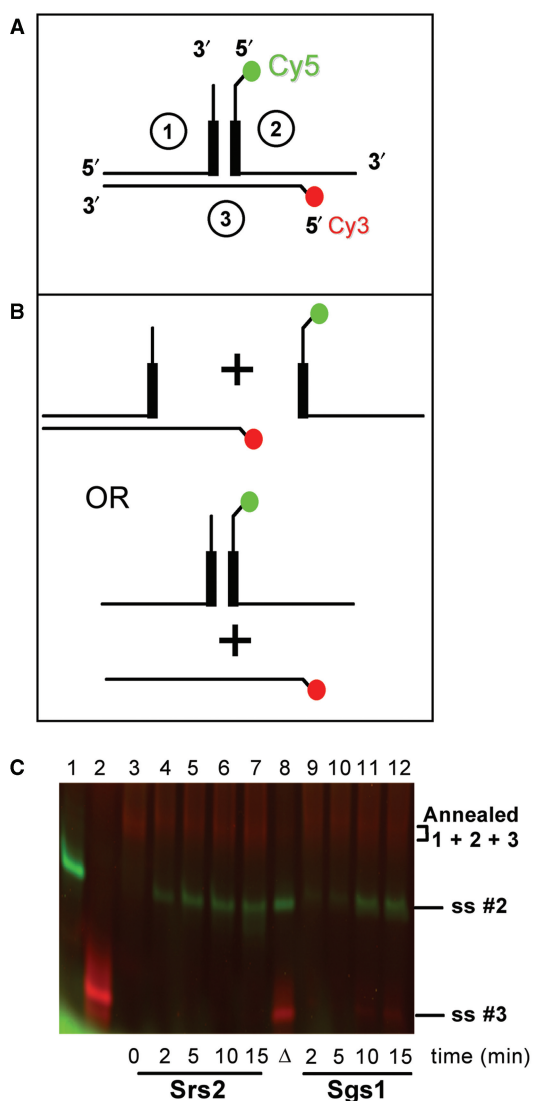 A
3′ 5′
Cy5
1 2
5′ 3′
3′
3 5′ Cy3
B
+
OR
+
C
1 2 3 4 5 6 7 8 9 10 11 12
Annealed
1 + 2 + 3
ss #2
ss #3
0 2 5 10 15 Δ 2 5 10 15 time (min)
Srs2 Sgs1